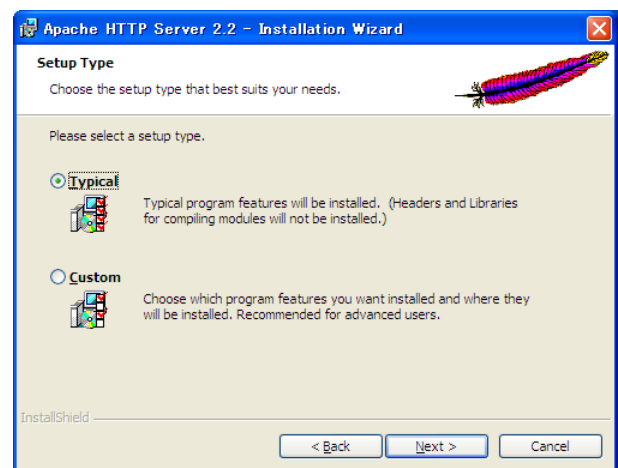 Apache HTTP Server 2.2 - Installation Wizard
Setup Type
Choose the setup type that best suits your needs.
Please select a setup type.
Typical
Typical program features will be installed. (Headers and Libraries
for compiling modules will not be installed.)
Custom
Choose which program features you want installed and where they
will be installed. Recommended for advanced users.
InstallShield
< Back
Next >
Cancel